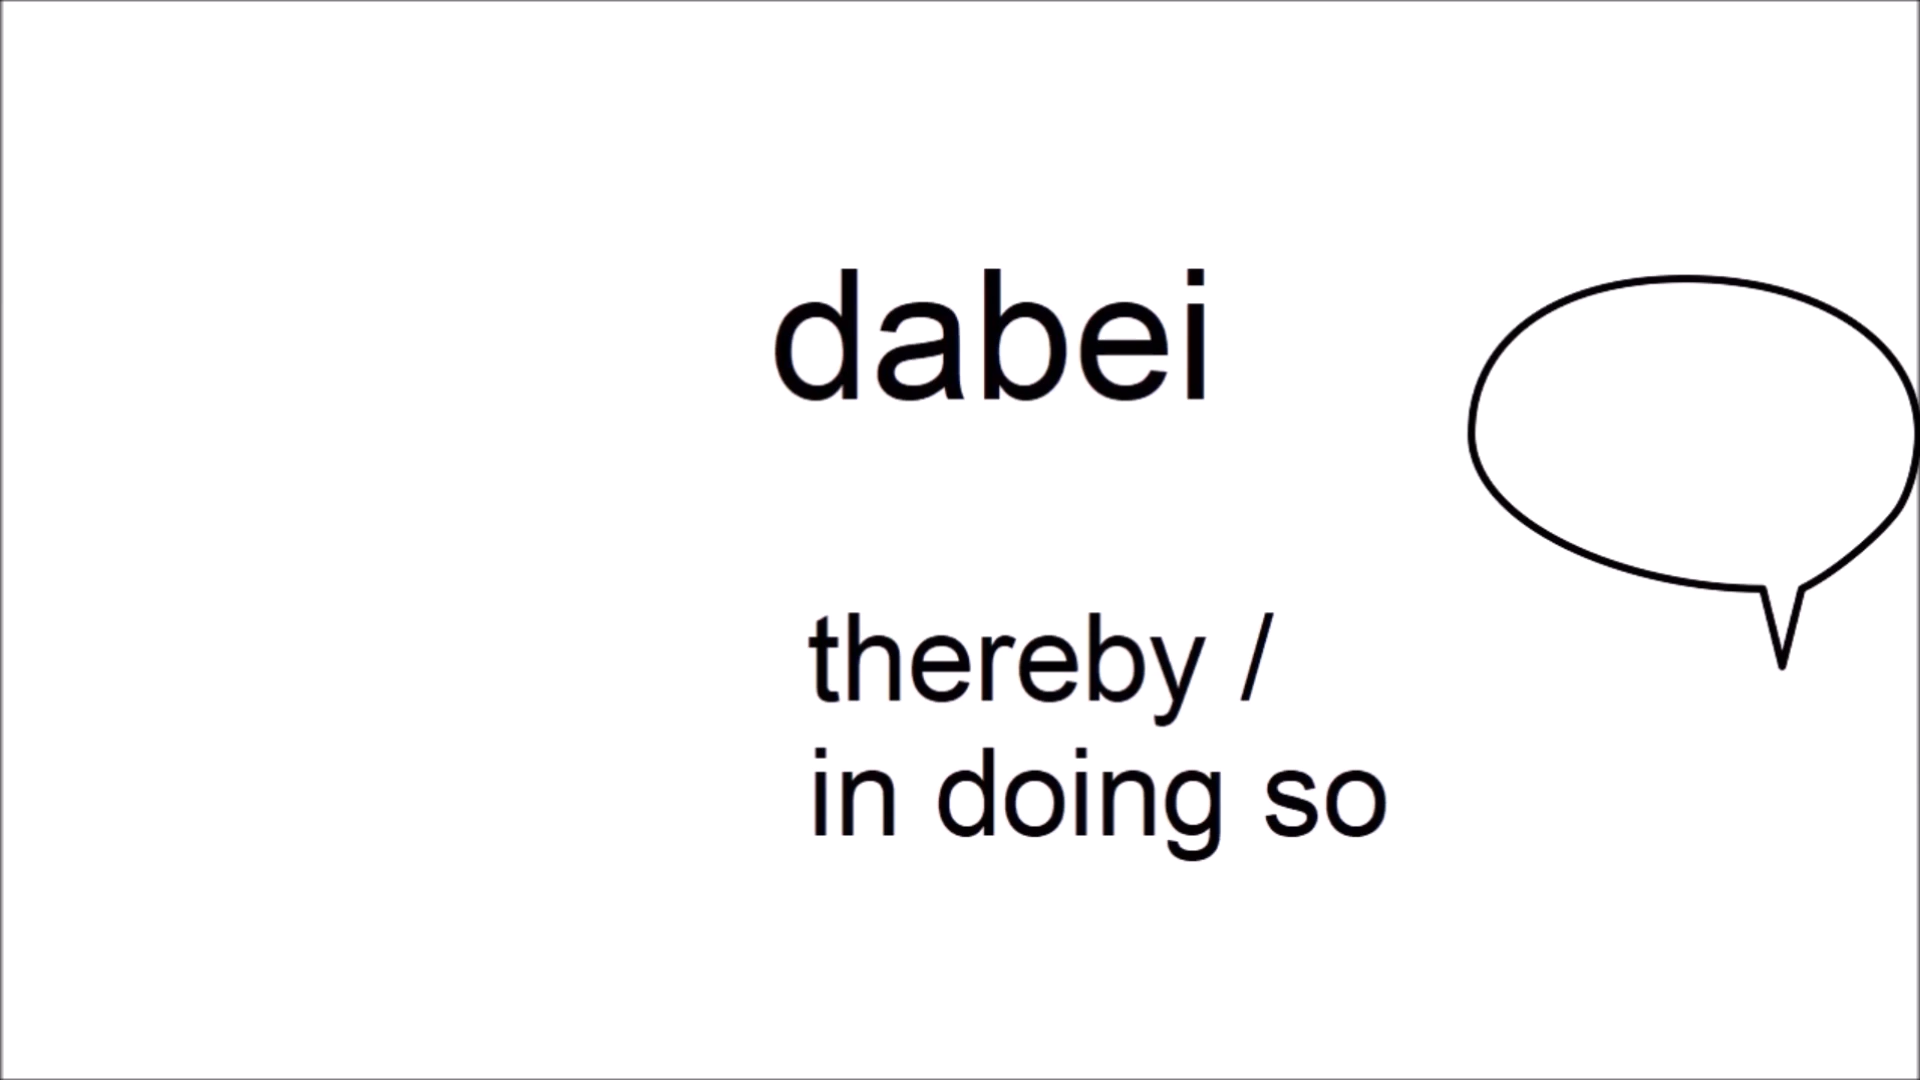 dabei
thereby /
in doing so